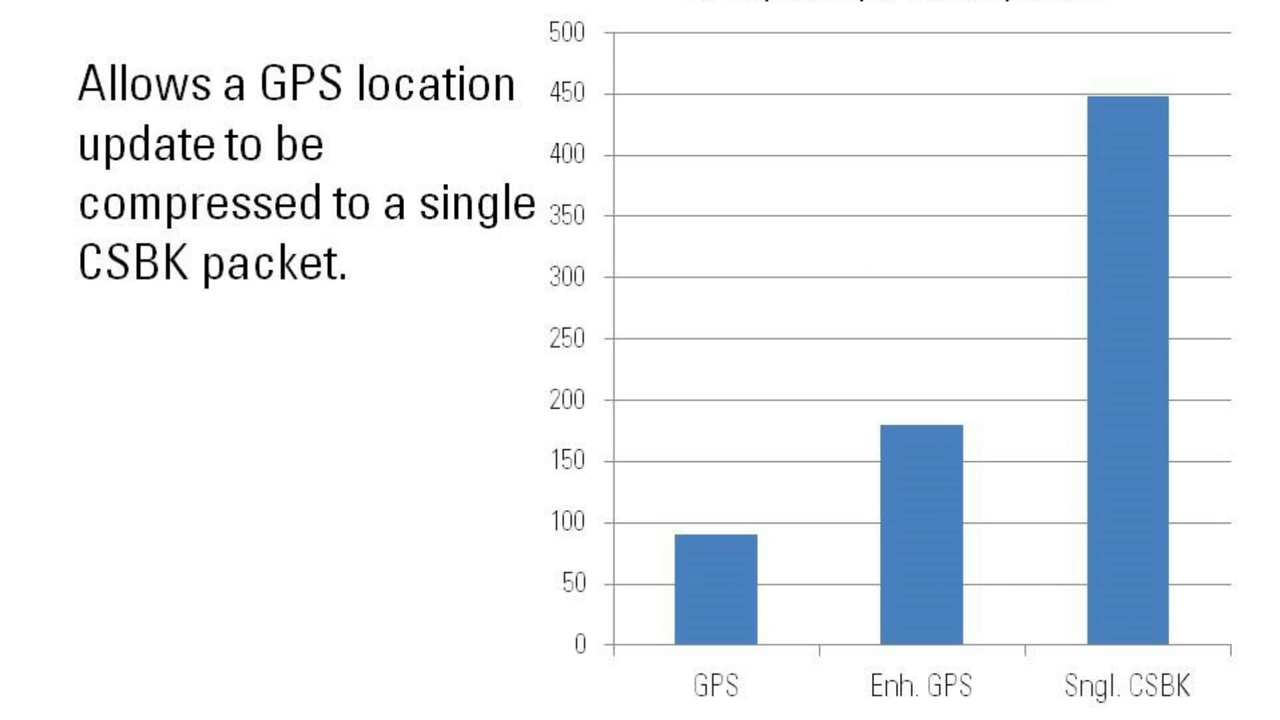 Allows a GPS location
update to be
compressed to a single
CSBK packet.
500
450
400
350
300
250
200
150
100
50
0
GPS
Enh. GPS
Sngl. CSBK